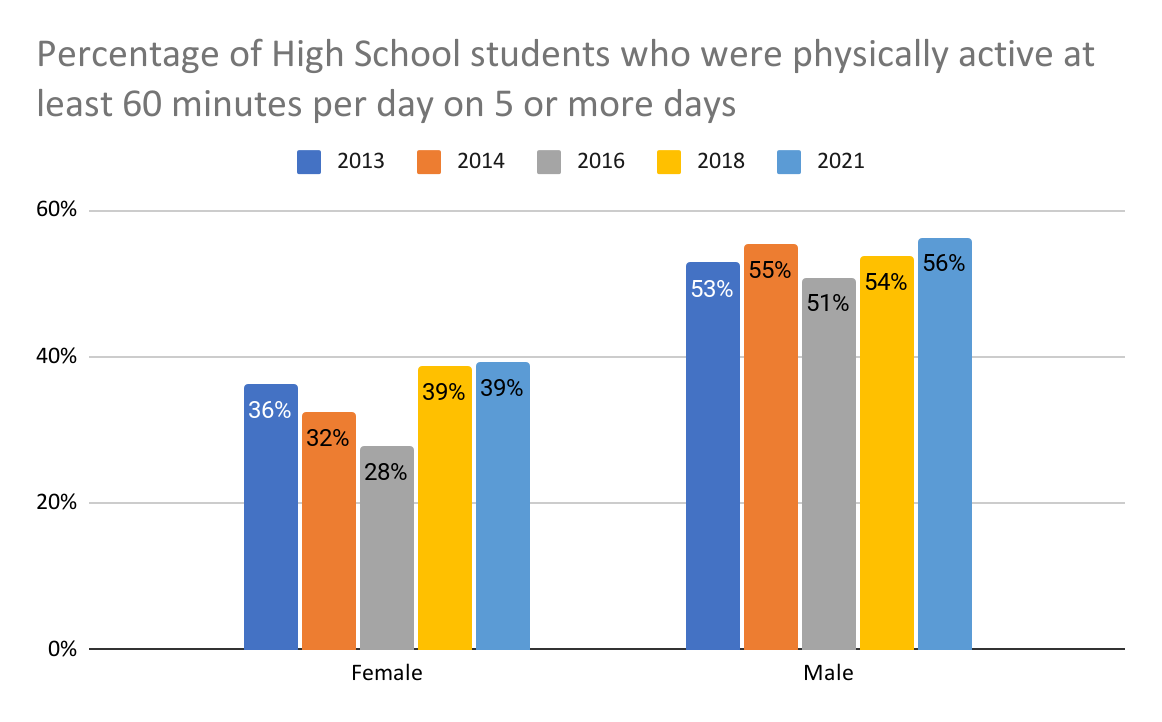 Percentage of High School students who were physically active at
least 60 minutes per day on 5 or more days
2013 2014 2016 2018 2021
60%
40%
20%
0%
36% 32% 28% 39% 39%
53% 55% 51% 54% 56%
Female Male